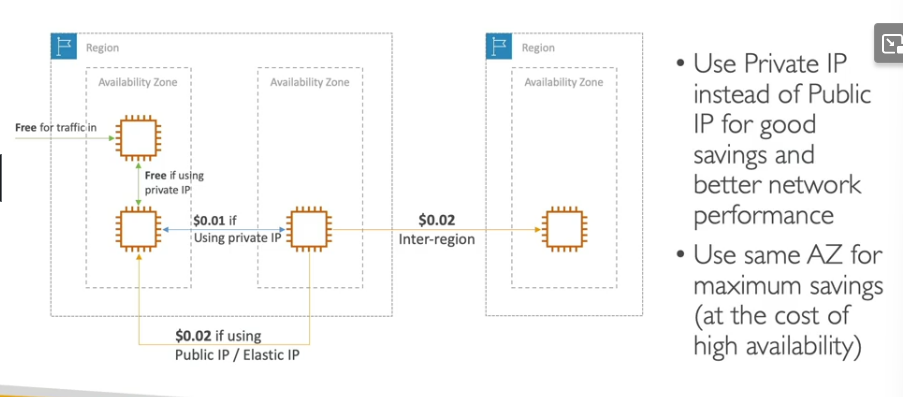 Region
Availability Zone
Availability Zone
Free for traffic in
Free if using
private IP
$0.01 if
Using private IP
$0.02 if using
Public IP / Elastic IP
$0.02
Inter-region
Region
Availability Zone
• Use Private IP
instead of Public
IP for good
savings and
better network
performance
• Use same AZ for
maximum savings
(at the cost of
high availability)